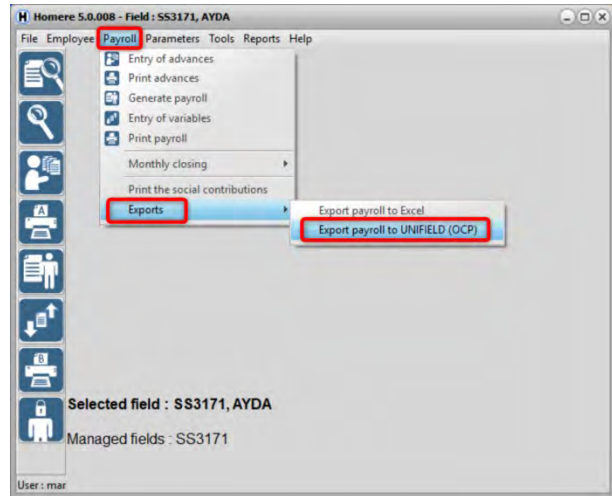 H Homere 5.0.008 - Field : SS3171, AYDA
File Employee Payroll Parameters Tools Reports Help
Entry of advances
Print advances
Generate payroll
Entry of variables
Print payroll
Monthly closing
Print the social contributions
Exports
Export payroll to Excel
Export payroll to UNIFIELD (OCP)
A
B
Selected field : SS3171, AYDA
Managed fields : SS3171
User : mar